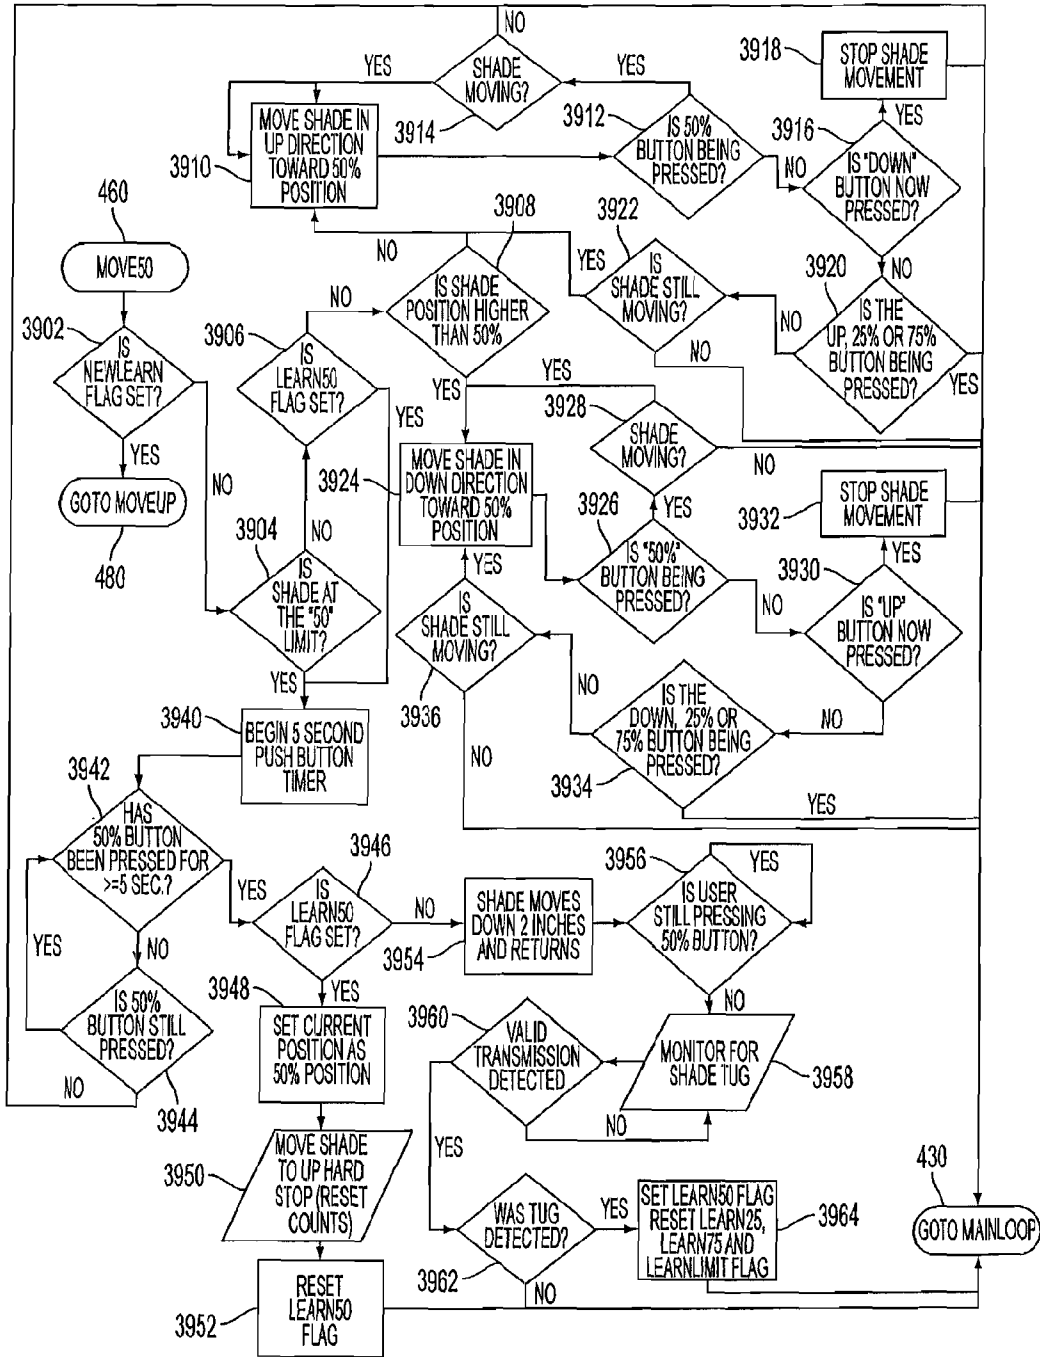 NO
YES
SHADE
MOVING?
3914
YES
3918
STOP SHADE
MOVEMENT
YES
MOVE SHADE IN
UP DIRECTION
TOWARD 50%
POSITION
3910
3912
IS 50%
BUTTON BEING
PRESSED?
NO
3916
IS "DOWN"
BUTTON NOW
PRESSED?
NO
460
MOVE50
3902
IS
NEWLEARN
FLAG SET?
YES
NO
GOTO MOVEUP
480
3906
IS
LEARN50
FLAG SET?
NO
YES
3904
IS
SHADE AT
THE "50"
LIMIT?
NO
YES
3908
IS SHADE
POSITION HIGHER
THAN 50%
NO
YES
3922
IS
SHADE STILL
MOVING?
YES
NO
3920
IS THE
UP, 25% OR 75%
BUTTON BEING
PRESSED?
NO
YES
YES
3928
SHADE
MOVING?
NO
YES
3924
MOVE SHADE IN
DOWN DIRECTION
TOWARD 50%
POSITION
3926
IS "50%"
BUTTON BEING
PRESSED?
NO
3932
STOP SHADE
MOVEMENT
YES
3930
IS "UP"
BUTTON NOW
PRESSED?
NO
YES
IS
SHADE STILL
MOVING?
3936
NO
NO
IS THE
DOWN, 25% OR
75% BUTTON BEING
PRESSED?
3934
YES
3940
BEGIN 5 SECOND
PUSH BUTTON
TIMER
3942
HAS
50% BUTTON
BEEN PRESSED FOR
>=5 SEC.?
YES
NO
YES
IS 50%
BUTTON STILL
PRESSED?
NO
3944
3946
IS
LEARN50
FLAG SET?
NO
YES
3948
SET CURRENT
POSITION AS
50% POSITION
3950
MOVE SHADE
TO UP HARD
STOP (RESET
COUNTS)
3952
RESET
LEARN50
FLAG
SHADE MOVES
DOWN 2 INCHES
AND RETURNS
3954
3956
YES
IS USER
STILL PRESSING
50% BUTTON?
NO
3960
VALID
TRANSMISSION
DETECTED
NO
YES
MONITOR FOR
SHADE TUG
3958
WAS TUG
DETECTED?
3962
YES
NO
SET LEARN50 FLAG
RESET LEARN25,
LEARN75 AND
LEARNLIMIT FLAG
3964
430
GOTO MAINLOOP